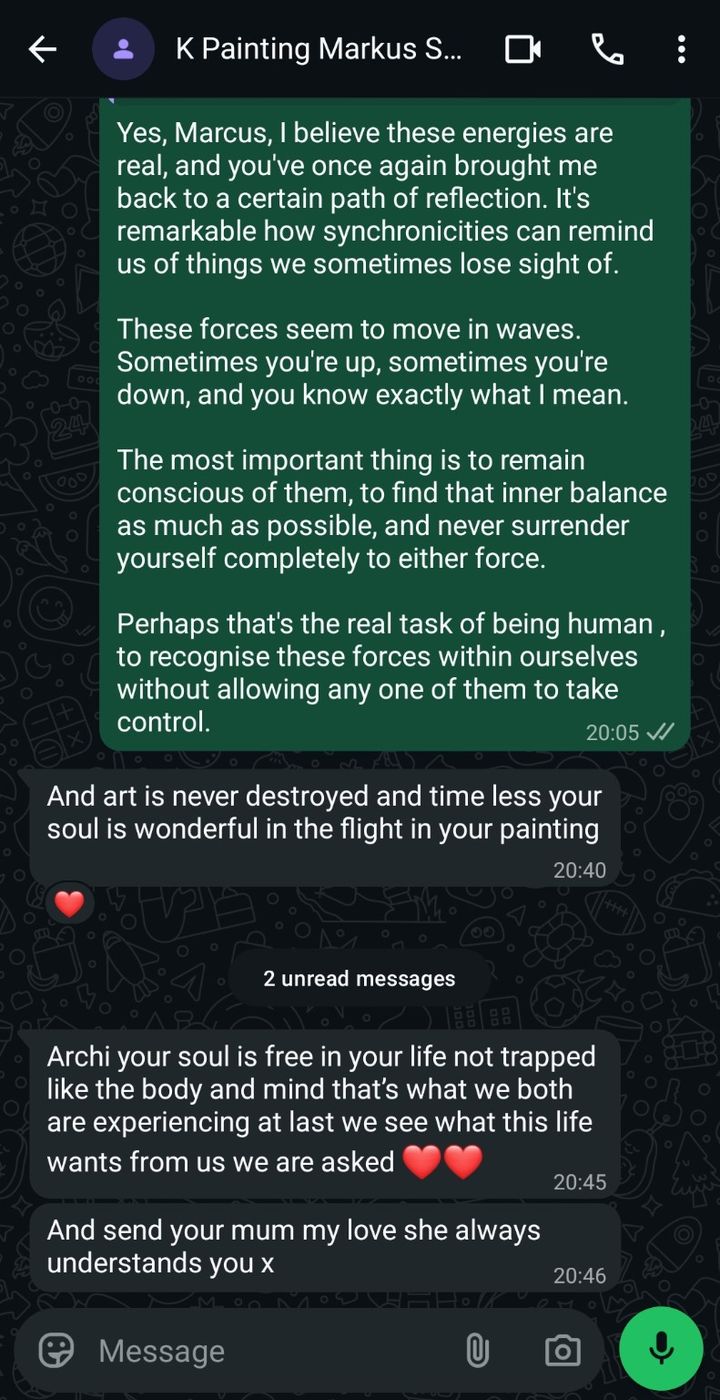 K Painting Markus S...
Yes, Marcus, I believe these energies are
real, and you've once again brought me
back to a certain path of reflection. It's
remarkable how synchronicities can remind
us of things we sometimes lose sight of.
These forces seem to move in waves.
Sometimes you're up, sometimes you're
down, and you know exactly what I mean.
The most important thing is to remain
conscious of them, to find that inner balance
as much as possible, and never surrender
yourself completely to either force.
Perhaps that's the real task of being human ,
to recognise these forces within ourselves
without allowing any one of them to take
control.
20:05
And art is never destroyed and time less your
soul is wonderful in the flight in your painting
20:40
❤️
2 unread messages
Archi your soul is free in your life not trapped
like the body and mind that’s what we both
are experiencing at last we see what this life
wants from us we are asked ❤️❤️
20:45
And send your mum my love she always
understands you x
20:46
Message